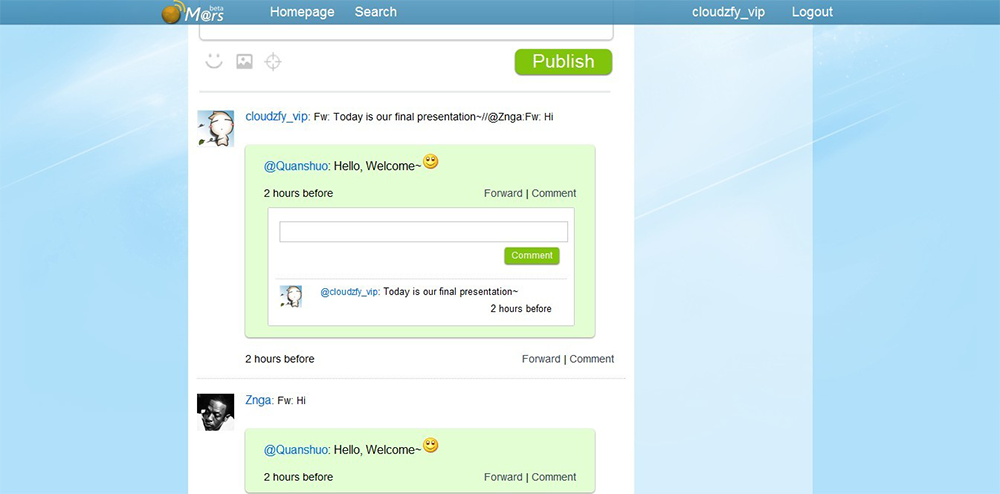 M@rs beta Homepage Search cloudzfy_vip Logout
Publish
cloudzfy_vip: Fw: Today is our final presentation~//@Znga:Fw: Hi
@Quanshuo: Hello, Welcome~
2 hours before Forward | Comment
Comment
@cloudzfy_vip: Today is our final presentation~
2 hours before
2 hours before Forward | Comment
Znga: Fw: Hi
@Quanshuo: Hello, Welcome~
2 hours before Forward | Comment